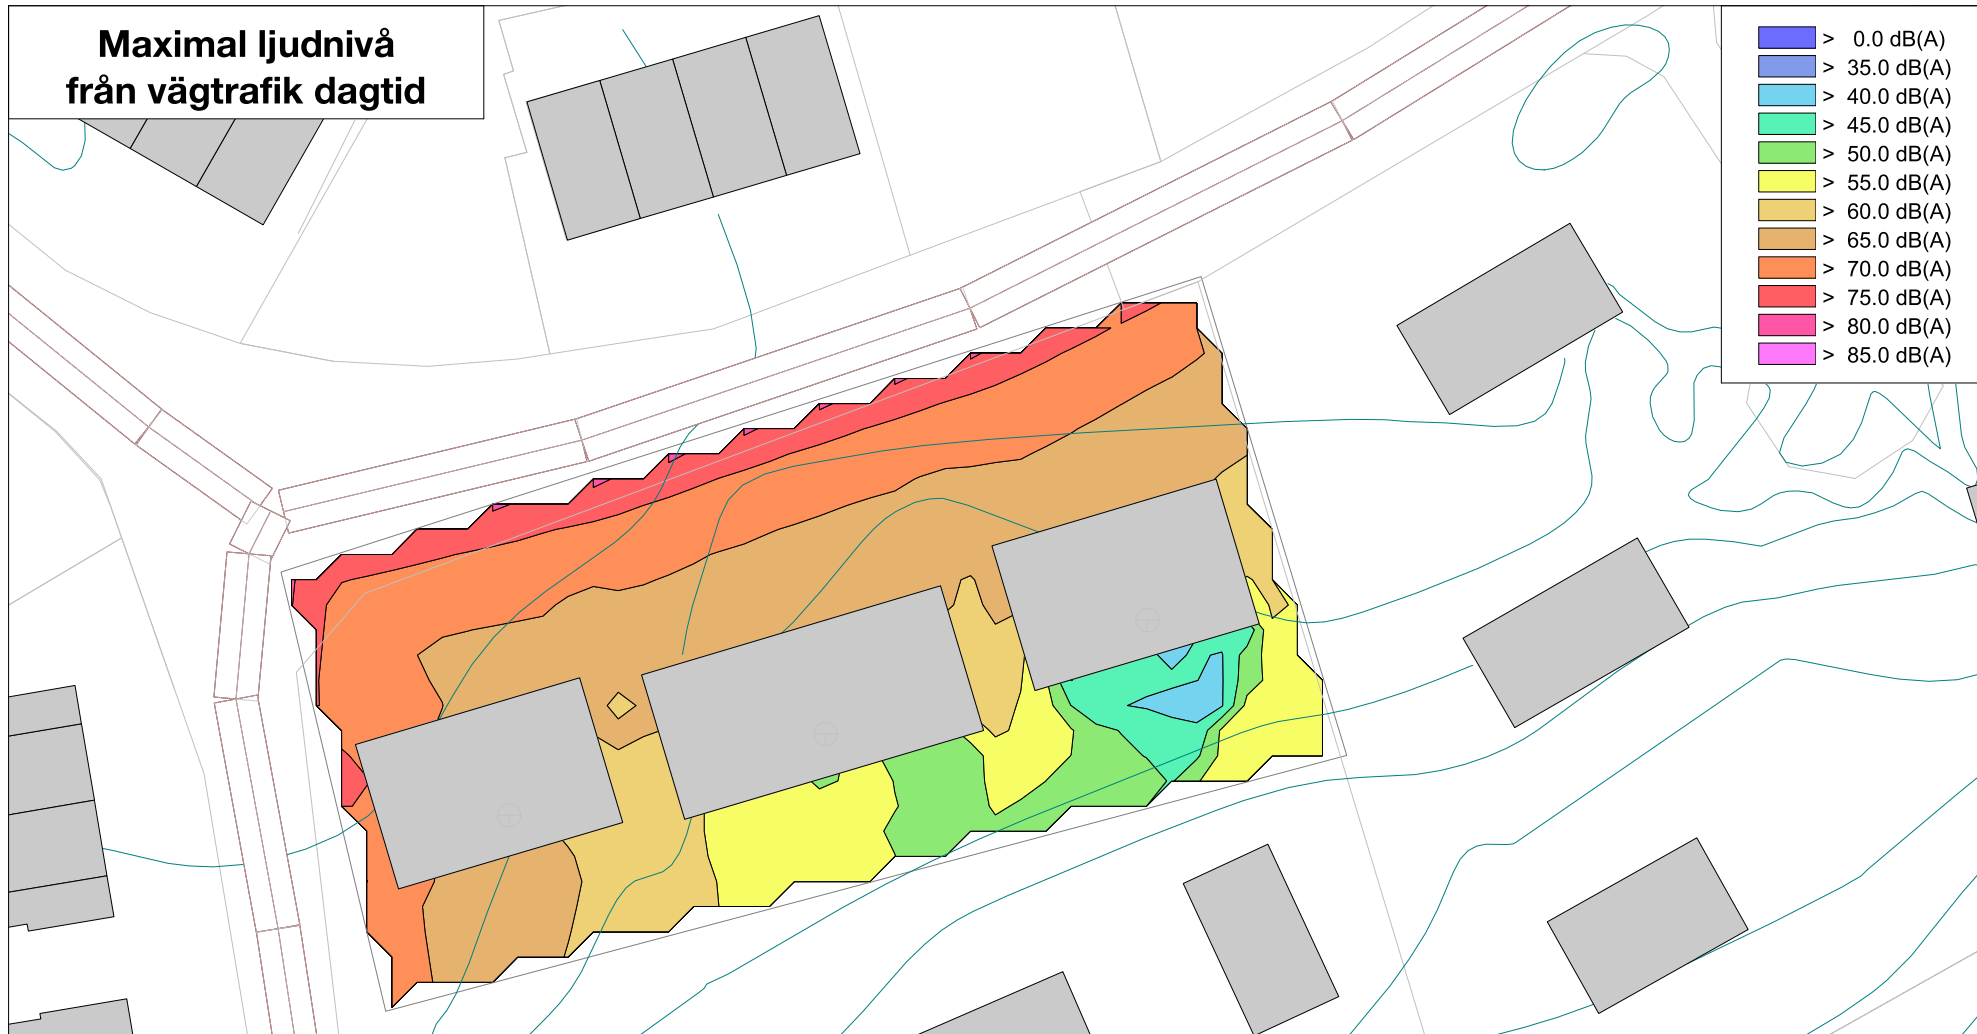 Maximal ljudnivå
från vägtrafik dagtid
> 0.0 dB(A)
> 35.0 dB(A)
> 40.0 dB(A)
> 45.0 dB(A)
> 50.0 dB(A)
> 55.0 dB(A)
> 60.0 dB(A)
> 65.0 dB(A)
> 70.0 dB(A)
> 75.0 dB(A)
> 80.0 dB(A)
> 85.0 dB(A)